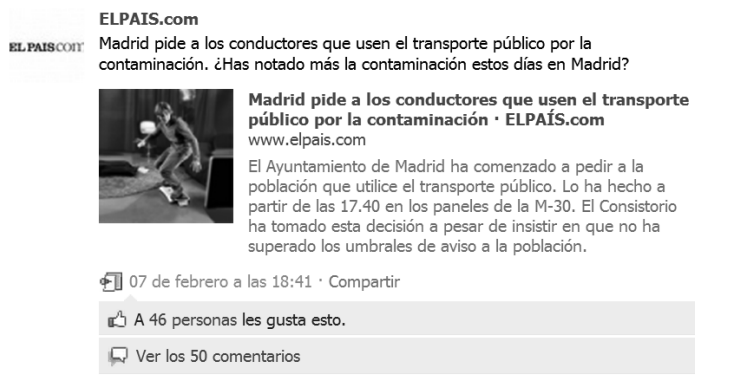 ELPAIS.com
EL PAIS.COM
Madrid pide a los conductores que usen el transporte público por la
contaminación. ¿Has notado más la contaminación estos días en Madrid?
Madrid pide a los conductores que usen el transporte
público por la contaminación · ELPAÍS.com
www.elpais.com
El Ayuntamiento de Madrid ha comenzado a pedir a la
población que utilice el transporte público. Lo ha hecho a
partir de las 17.40 en los paneles de la M-30. El Consistorio
ha tomado esta decisión a pesar de insistir en que no ha
superado los umbrales de aviso a la población.
07 de febrero a las 18:41 · Compartir
A 46 personas les gusta esto.
Ver los 50 comentarios